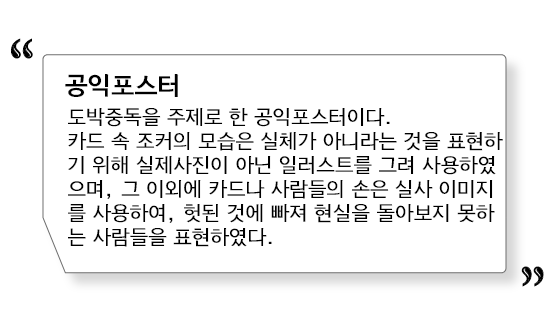 “
공익포스터
도박중독을 주제로 한 공익포스터이다.
카드 속 조커의 모습은 실체가 아니라는 것을 표현하
기 위해 실제사진이 아닌 일러스트를 그려 사용하였
으며, 그 이외에 카드나 사람들의 손은 실사 이미지
를 사용하여, 헛된 것에 빠져 현실을 돌아보지 못하
는 사람들을 표현하였다.
”